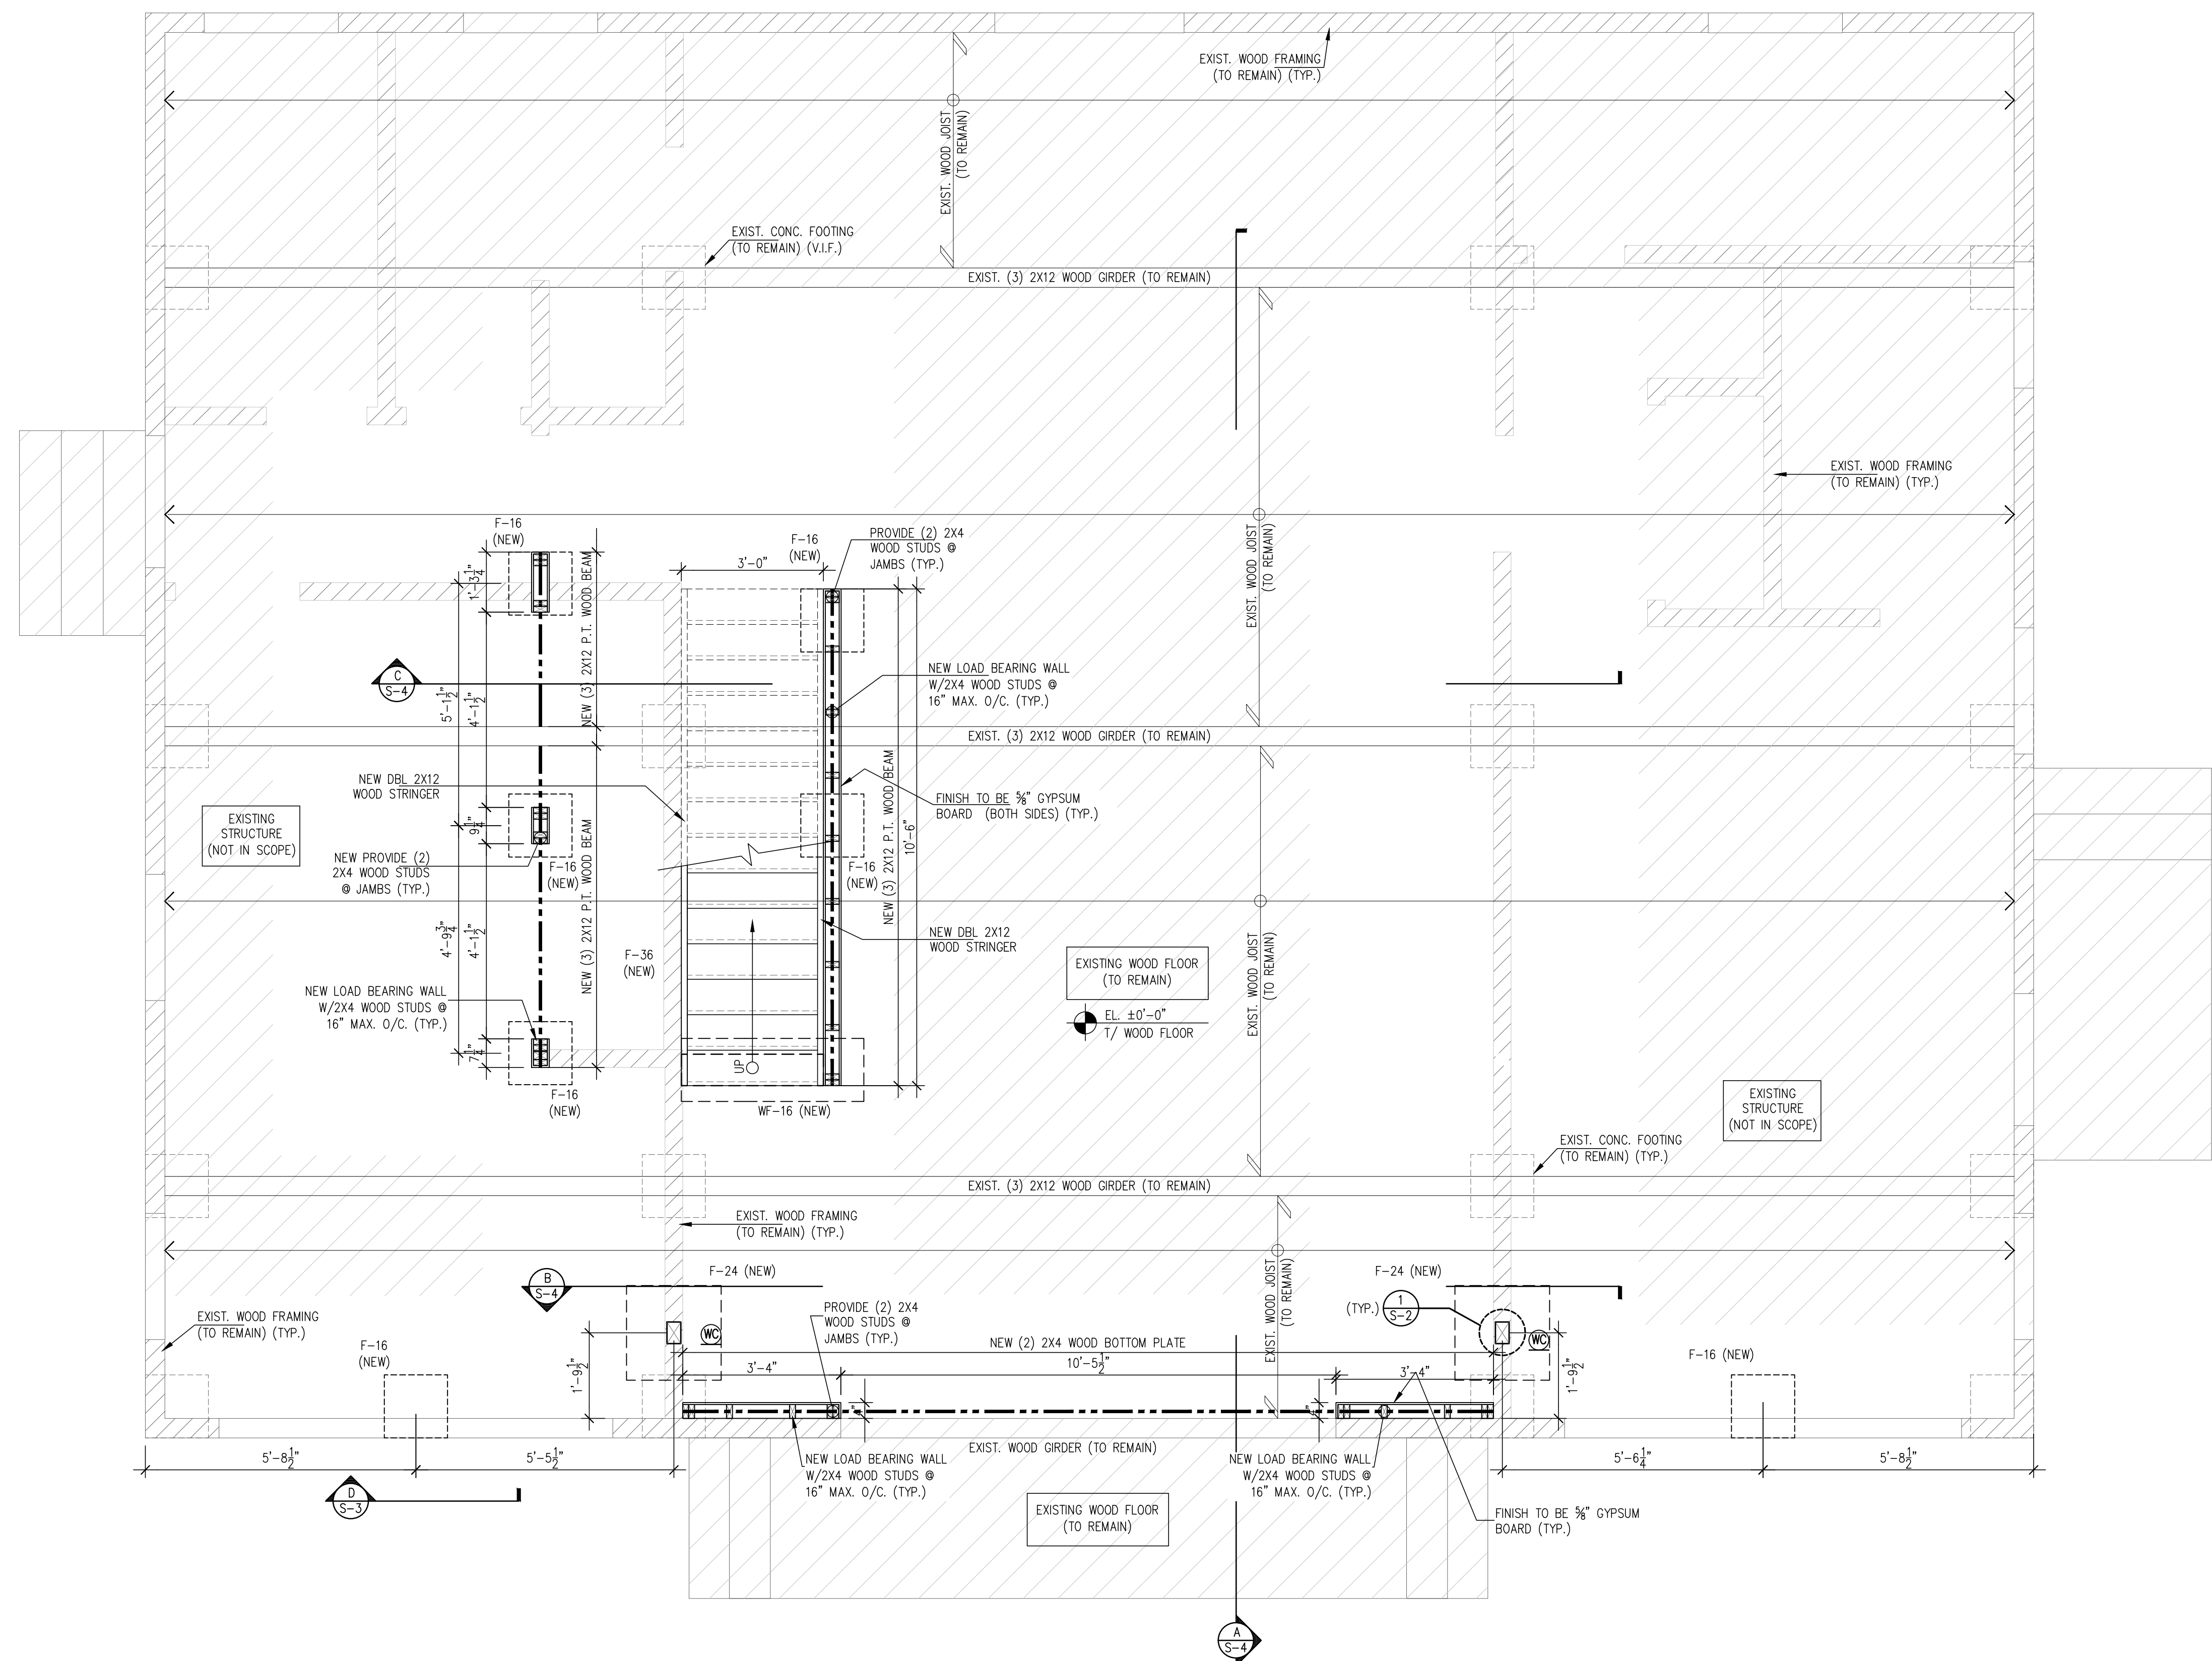 EXIST. WOOD FRAMING
(TO REMAIN) (TYP.)
EXIST. WOOD JOIST
(TO REMAIN)
EXIST. CONC. FOOTING
(TO REMAIN) (V.I.F.)
EXIST. (3) 2X12 WOOD GIRDER (TO REMAIN)
EXIST. WOOD FRAMING
(TO REMAIN) (TYP.)
F-16
(NEW)
F-16
(NEW)
PROVIDE (2) 2X4
WOOD STUDS @
JAMBS (TYP.)
3'-0"
EXIST. WOOD JOIST
(TO REMAIN)
1'-3 1/4"
NEW (3) 2X12 P.T. WOOD BEAM
C
S-4
5'-1 1/2"
4'-1 1/2"
NEW LOAD BEARING WALL
W/2X4 WOOD STUDS @
16" MAX. O/C. (TYP.)
EXIST. (3) 2X12 WOOD GIRDER (TO REMAIN)
NEW DBL 2X12
WOOD STRINGER
FINISH TO BE ⅝" GYPSUM
BOARD (BOTH SIDES) (TYP.)
NEW (3) 2X12 P.T. WOOD BEAM
10'-6"
EXISTING
STRUCTURE
(NOT IN SCOPE)
9 1/4"
NEW PROVIDE (2)
2X4 WOOD STUDS
@ JAMBS (TYP.)
F-16
(NEW)
F-16
(NEW)
NEW (3) 2X12 P.T. WOOD BEAM
4'-9 3/4"
4'-1 1/2"
F-36
(NEW)
NEW DBL 2X12
WOOD STRINGER
EXISTING WOOD FLOOR
(TO REMAIN)
EL. ±0'-0"
T/ WOOD FLOOR
EXIST. WOOD JOIST
(TO REMAIN)
NEW LOAD BEARING WALL
W/2X4 WOOD STUDS @
16" MAX. O/C. (TYP.)
7 1/4"
UP
F-16
(NEW)
WF-16 (NEW)
EXISTING
STRUCTURE
(NOT IN SCOPE)
EXIST. CONC. FOOTING
(TO REMAIN) (TYP.)
EXIST. (3) 2X12 WOOD GIRDER (TO REMAIN)
EXIST. WOOD FRAMING
(TO REMAIN) (TYP.)
B
S-4
F-24 (NEW)
F-24 (NEW)
EXIST. WOOD JOIST
(TO REMAIN)
EXIST. WOOD FRAMING
(TO REMAIN) (TYP.)
PROVIDE (2) 2X4
WOOD STUDS @
JAMBS (TYP.)
(TYP.)
1
S-2
WC
WC
F-16
(NEW)
NEW (2) 2X4 WOOD BOTTOM PLATE
F-16 (NEW)
1'-9 1/2"
3'-4"
10'-5 1/2"
3'-4"
1'-9 1/2"
EXIST. WOOD GIRDER (TO REMAIN)
5'-8 1/2"
5'-5 1/2"
NEW LOAD BEARING WALL
W/2X4 WOOD STUDS @
16" MAX. O/C. (TYP.)
NEW LOAD BEARING WALL
W/2X4 WOOD STUDS @
16" MAX. O/C. (TYP.)
5'-6 1/4"
5'-8 1/2"
D
S-3
EXISTING WOOD FLOOR
(TO REMAIN)
FINISH TO BE ⅝" GYPSUM
BOARD (TYP.)
A
S-4